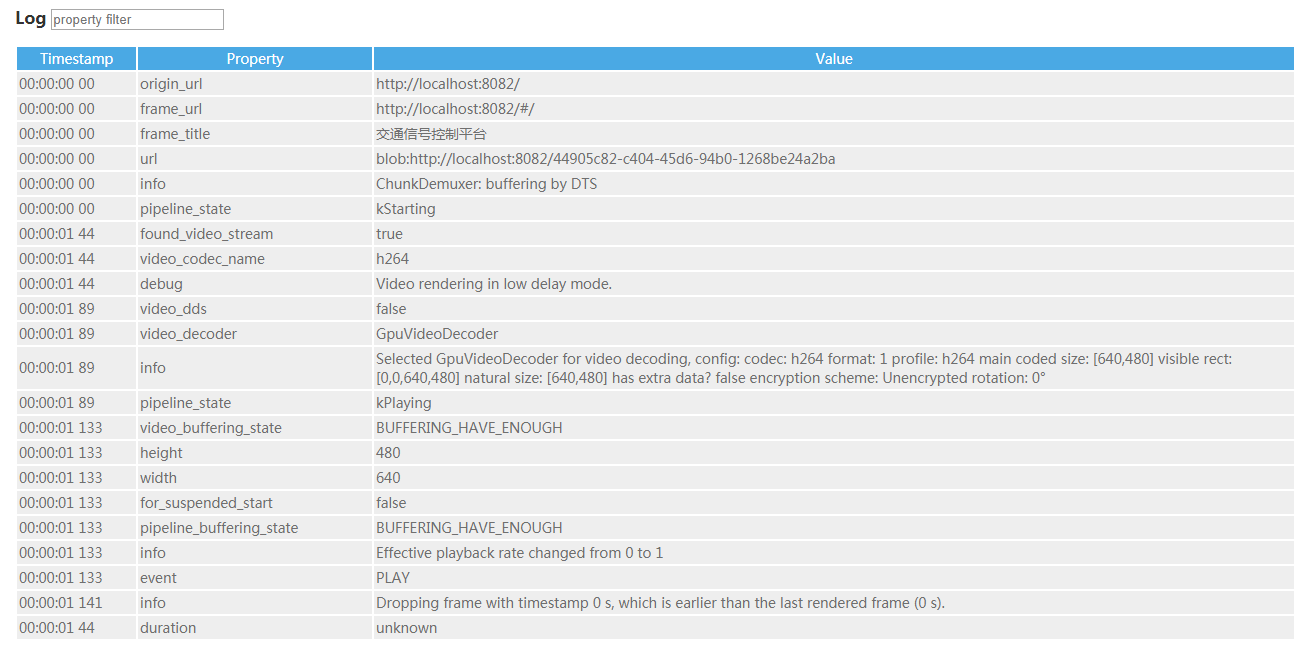 Log property filter
Timestamp Property Value
00:00:00 00 origin_url http://localhost:8082/
00:00:00 00 frame_url http://localhost:8082/#/
00:00:00 00 frame_title 交通信号控制平台
00:00:00 00 url blob:http://localhost:8082/44905c82-c404-45d6-94b0-1268be24a2ba
00:00:00 00 info ChunkDemuxer: buffering by DTS
00:00:00 00 pipeline_state kStarting
00:00:01 44 found_video_stream true
00:00:01 44 video_codec_name h264
00:00:01 44 debug Video rendering in low delay mode.
00:00:01 89 video_dds false
00:00:01 89 video_decoder GpuVideoDecoder
00:00:01 89 info Selected GpuVideoDecoder for video decoding, config: codec: h264 format: 1 profile: h264 main coded size: [640,480] visible rect:
[0,0,640,480] natural size: [640,480] has extra data? false encryption scheme: Unencrypted rotation: 0°
00:00:01 89 pipeline_state kPlaying
00:00:01 133 video_buffering_state BUFFERING_HAVE_ENOUGH
00:00:01 133 height 480
00:00:01 133 width 640
00:00:01 133 for_suspended_start false
00:00:01 133 pipeline_buffering_state BUFFERING_HAVE_ENOUGH
00:00:01 133 info Effective playback rate changed from 0 to 1
00:00:01 133 event PLAY
00:00:01 141 info Dropping frame with timestamp 0 s, which is earlier than the last rendered frame (0 s).
00:00:01 44 duration unknown